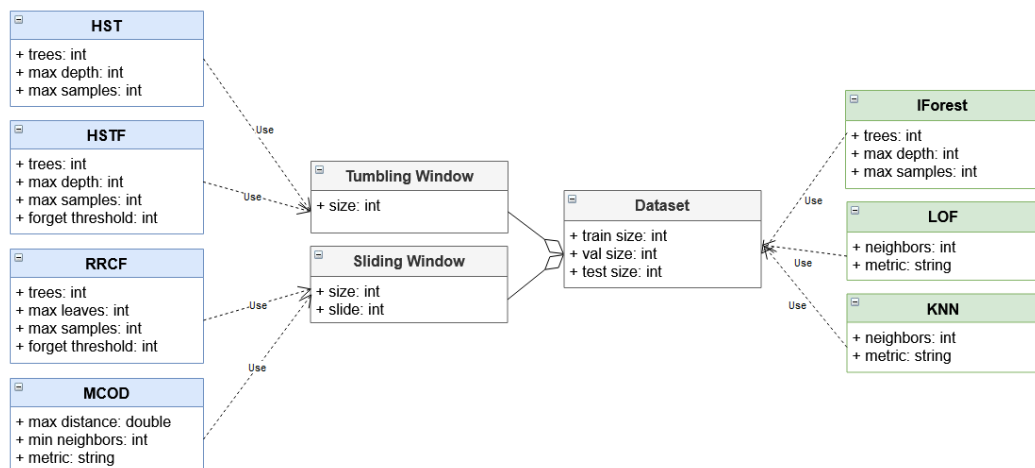 HST
+ trees: int
+ max depth: int
+ max samples: int
HSTF
+ trees: int
+ max depth: int
+ max samples: int
+ forget threshold: int
RRCF
+ trees: int
+ max leaves: int
+ max samples: int
+ forget threshold: int
MCOD
+ max distance: double
+ min neighbors: int
+ metric: string
Use
Use
Use
Use
Tumbling Window
+ size: int
Sliding Window
+ size: int
+ slide: int
Dataset
+ train size: int
+ val size: int
+ test size: int
Use
Use
Use
IForest
+ trees: int
+ max depth: int
+ max samples: int
LOF
+ neighbors: int
+ metric: string
KNN
+ neighbors: int
+ metric: string